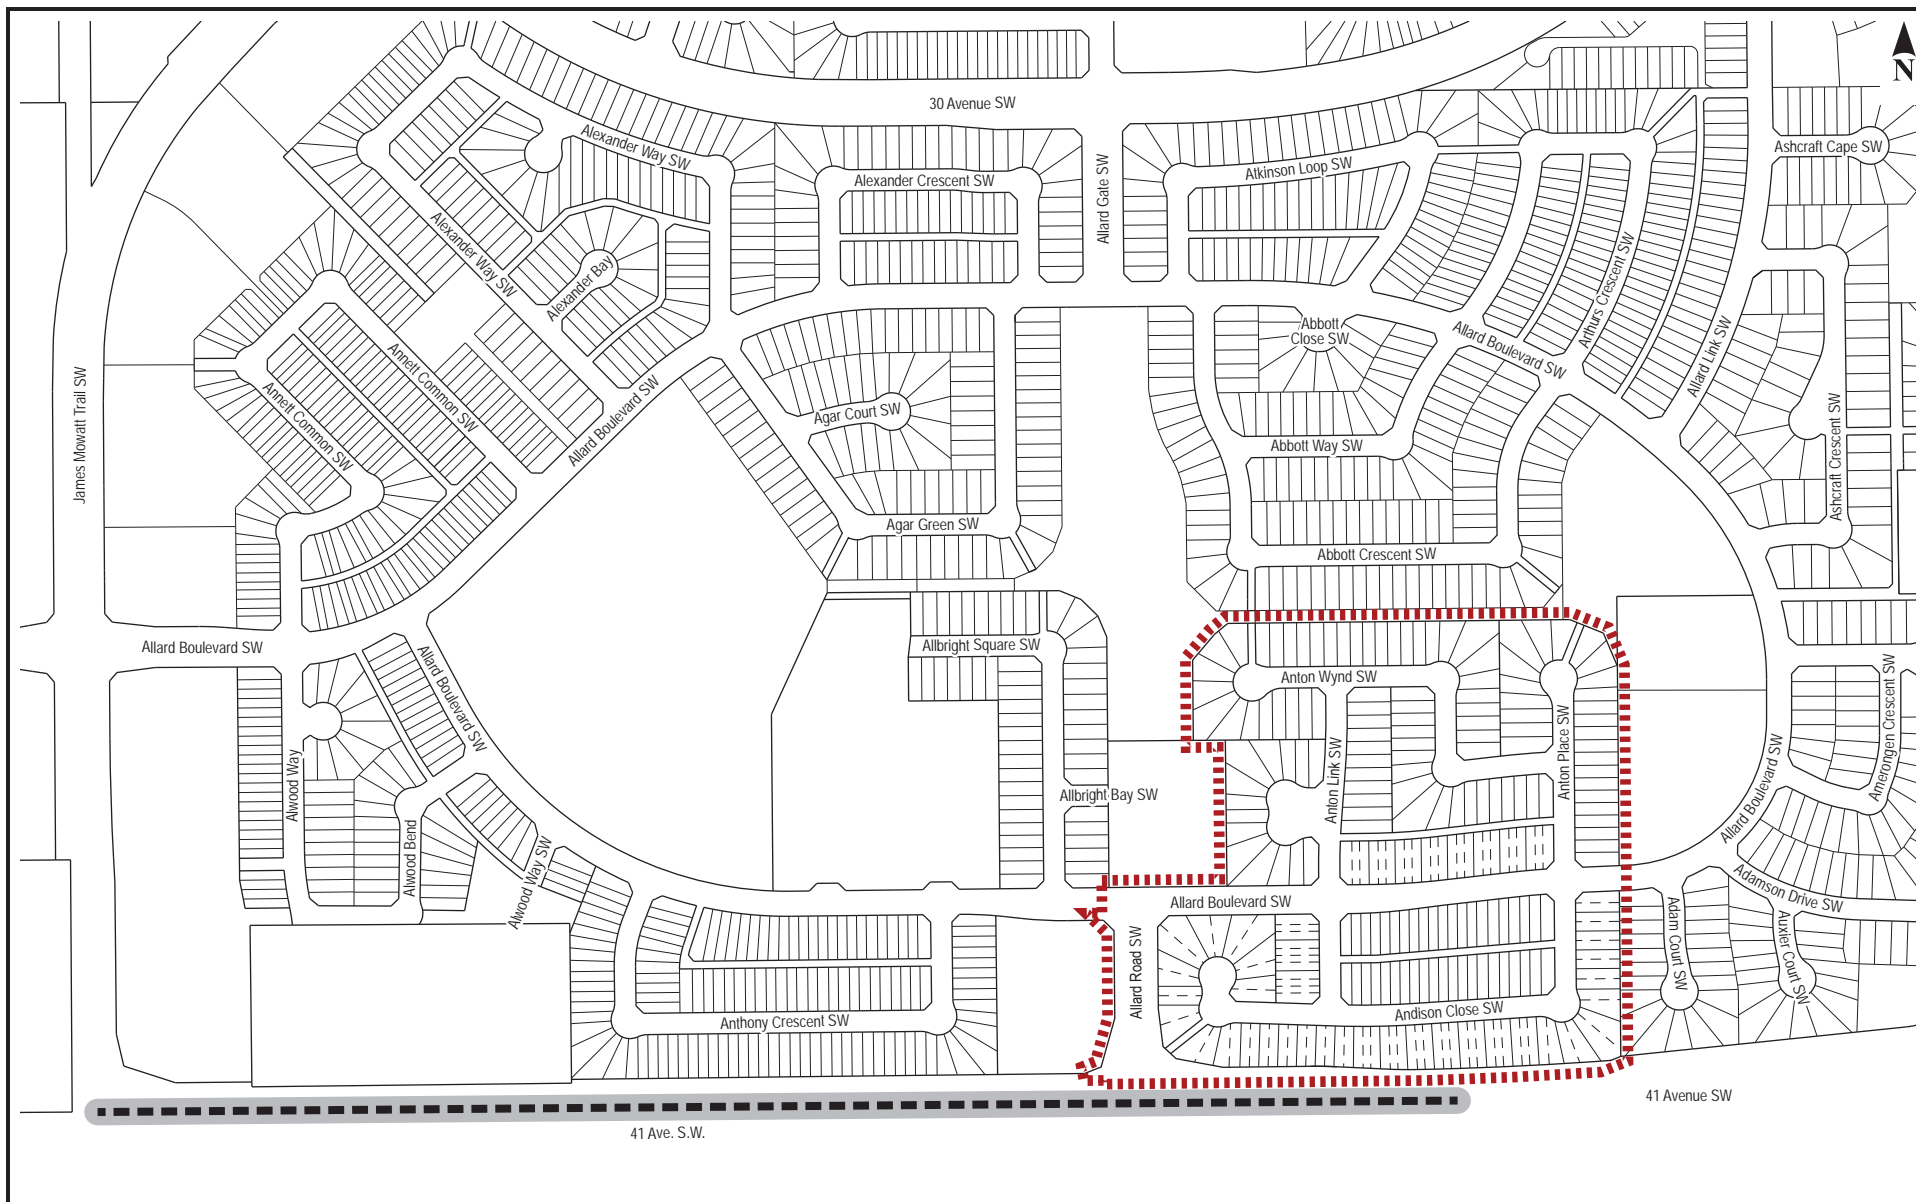 N
30 Avenue SW
Alexander Way SW
Alexander Crescent SW
Allard Gate SW
Atkinson Loop SW
Ashcraft Cape SW
Alexander Way SW
Alexander Bay
Arthurs Crescent SW
Abbott
Close SW
Allard Boulevard SW
Allard Link SW
James Mowatt Trail SW
Annett Common SW
Annett Common SW
Allard Boulevard SW
Agar Court SW
Abbott Way SW
Ashcraft Crescent SW
Agar Green SW
Abbott Crescent SW
Allard Boulevard SW
Allard Boulevard SW
Allbright Square SW
Anton Wynd SW
Amerongen Crescent SW
Alwood Way
Anton Link SW
Anton Place SW
Allard Boulevard SW
Allbright Bay SW
Alwood Bend
Alwood Way SW
Allard Boulevard SW
Adamson Drive SW
Allard Road SW
Adam Court SW
Auxier Court SW
Anthony Crescent SW
Andison Close SW
41 Avenue SW
41 Ave. S.W.